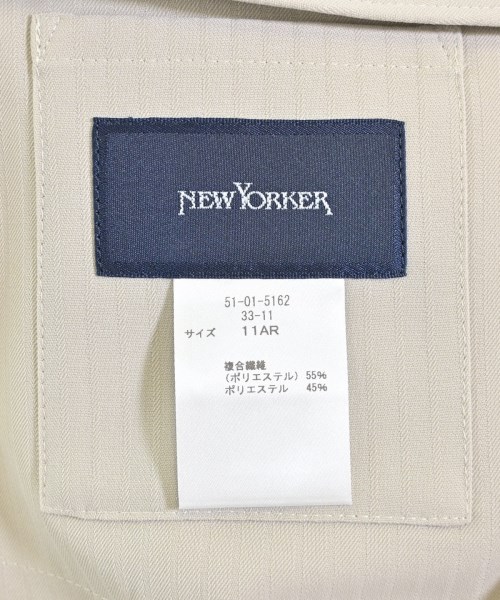 NEWYORKER
51-01-5162
33-11
サイズ 11AR
複合繊維
(ポリエステル) 55%
ポリエステル 45%